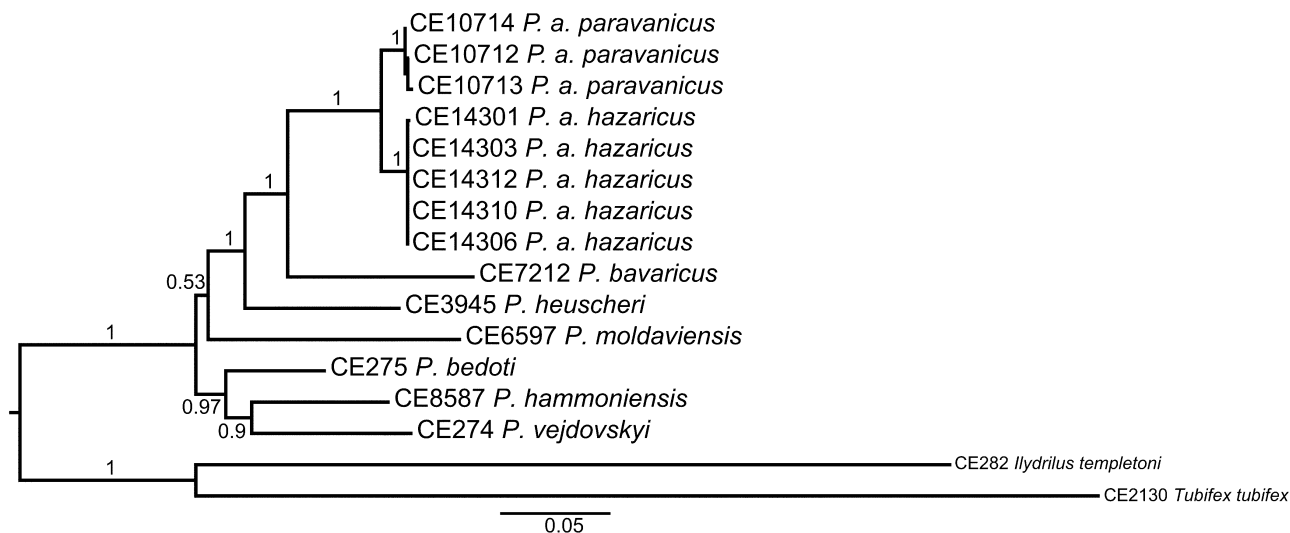 CE10714 P. a. paravanicus
1
CE10712 P. a. paravanicus
CE10713 P. a. paravanicus
1
CE14301 P. a. hazaricus
CE14303 P. a. hazaricus
1
CE14312 P. a. hazaricus
1
CE14310 P. a. hazaricus
1
CE14306 P. a. hazaricus
CE7212 P. bavaricus
0.53
CE3945 P. heuscheri
1
CE6597 P. moldaviensis
CE275 P. bedoti
CE8587 P. hammoniensis
0.97
0.9
CE274 P. vejdovskyi
1
CE282 Ilydrilus templetoni
CE2130 Tubifex tubifex
0.05